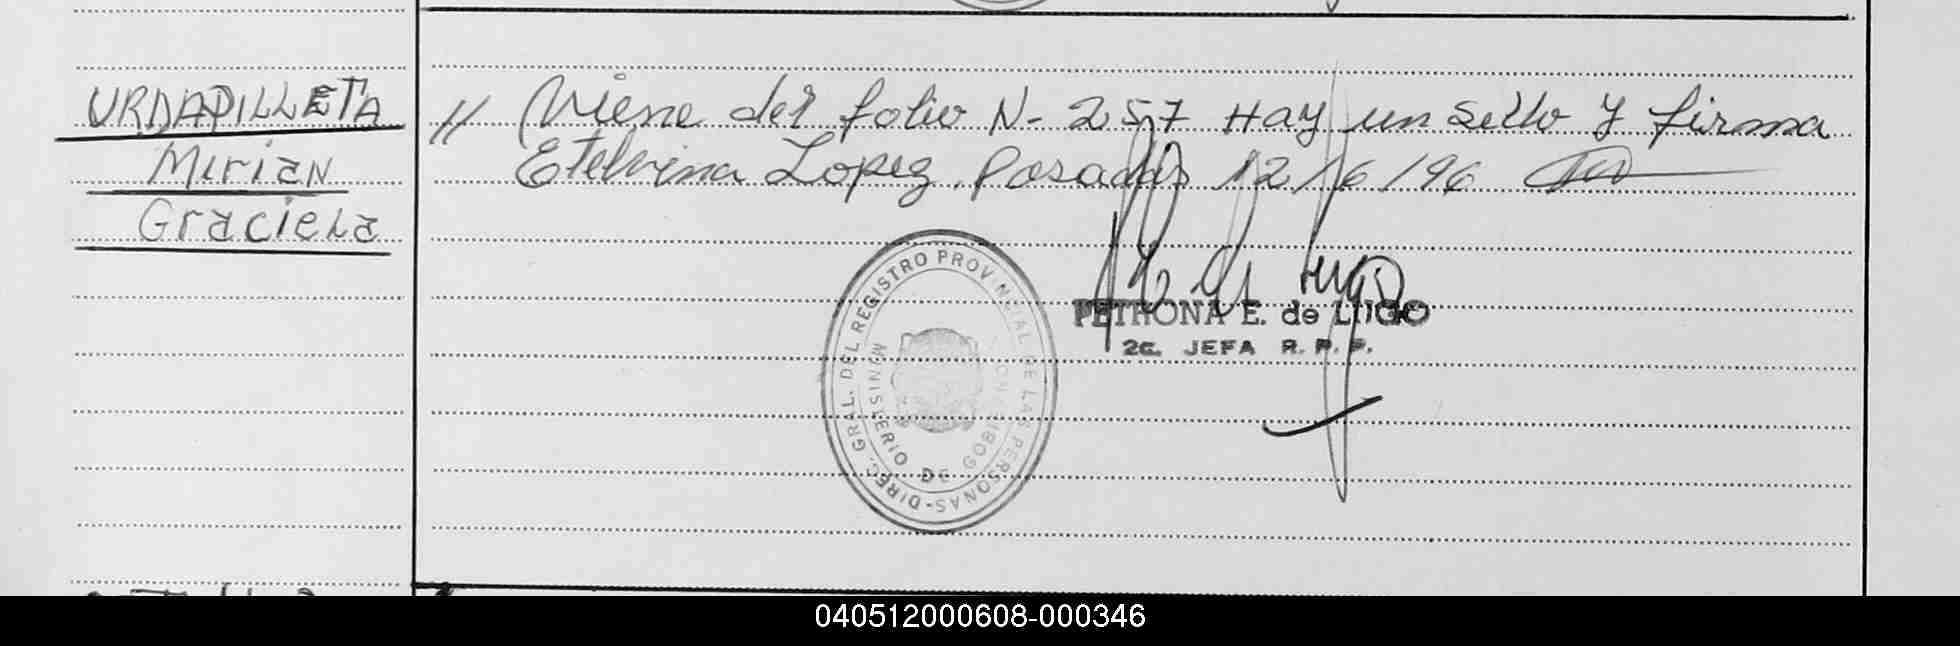 URDAPILLETA
Mirian
Graciela
// Viene del folio N- 257 Hay un sello y firma
Etelvina Lopez. Posadas 12/6/96
DIREC. GRAL. DEL REGISTRO PROVINCIAL DE LAS PERSONAS-
MINISTERIO DE GOBIERNO
PETRONA E. de LUGO
2a. JEFA R. P. P.
040512000608-000346